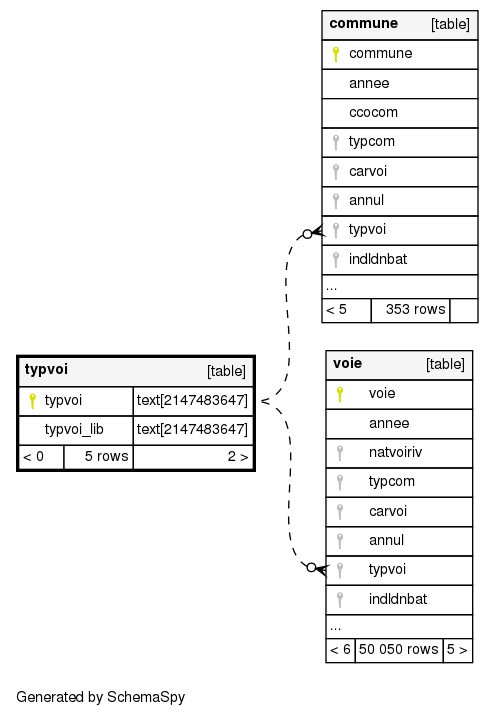 commune [table]
commune
annee
ccocom
typcom
carvoi
annul
typvoi
indldnbat
...
< 5 353 rows
typvoi [table]
typvoi text[2147483647]
typvoi_lib text[2147483647]
< 0 5 rows 2 >
voie [table]
voie
annee
natvoiriv
typcom
carvoi
annul
typvoi
indldnbat
...
< 6 50 050 rows 5 >
Generated by SchemaSpy